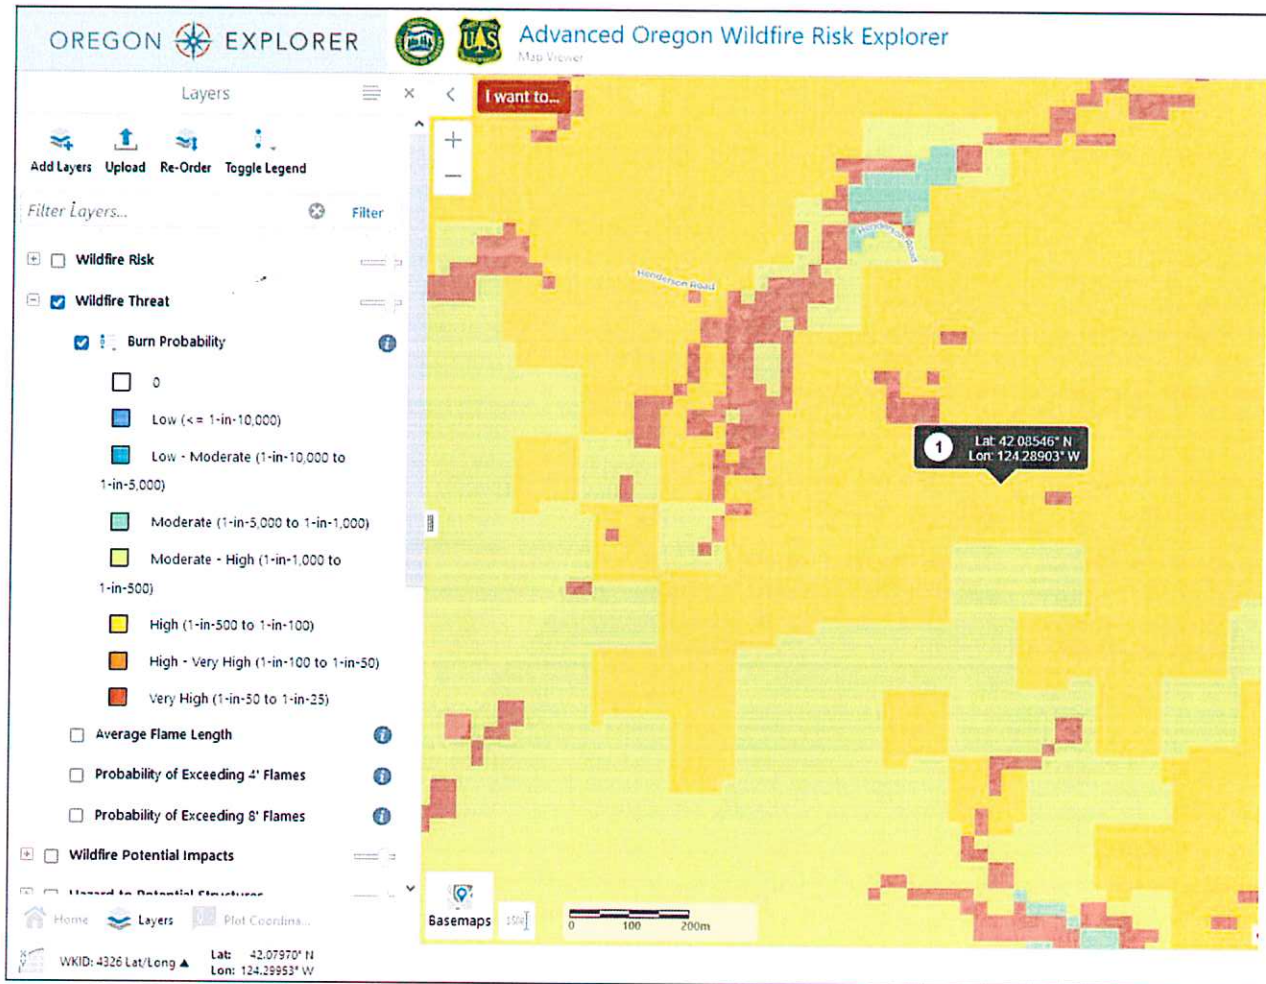 OREGON EXPLORER
Advanced Oregon Wildfire Risk Explorer
Map Viewer
Layers
I want to...
Add Layers Upload Re-Order Toggle Legend
Filter Layers... Filter
Wildfire Risk
Wildfire Threat
Burn Probability
0
Low (<= 1-in-10,000)
Low - Moderate (1-in-10,000 to
1-in-5,000)
Moderate (1-in-5,000 to 1-in-1,000)
Moderate - High (1-in-1,000 to
1-in-500)
High (1-in-500 to 1-in-100)
High - Very High (1-in-100 to 1-in-50)
Very High (1-in-50 to 1-in-25)
Average Flame Length
Probability of Exceeding 4' Flames
Probability of Exceeding 8' Flames
Wildfire Potential Impacts
Hazard to Potential Structures
Home Layers Plot Coordina...
WKID: 4326 Lat/Long Lat: 42.07970° N
Lon: 124.29953° W
Henderson Road
Henderson Road
1 Lat: 42.08546° N
Lon: 124.28903° W
Basemaps
0 100 200m
UAS